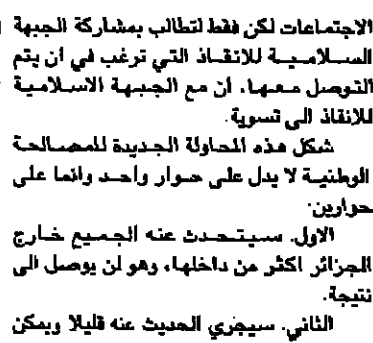 الاجتماعات لكن فقط لتطالب بمشاركة الجبهة
السلامية للانقاذ التي ترغب في ان يتم
التوصل معها، ان مع الجبهة الاسلامية
للانقاذ الى تسوية.
شكل هذه المحاولة الجديدة للمصالحة
الوطنية لا يدل على حوار واحد وانما على
حوارين:
الاول. سيتحدث عنه الجميع خارج
الجزائر اكثر من داخلها، وهو لن يوصل الى
نتيجة.
الثاني. سيجري الحديث عنه قليلا ويمكن